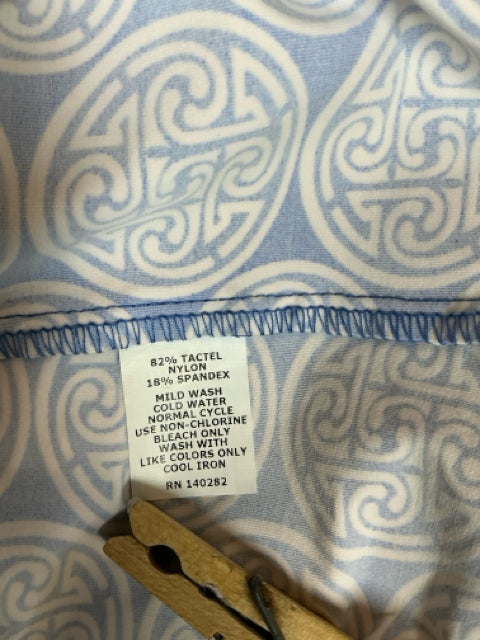 82% TACTEL
NYLON
18% SPANDEX
MILD WASH
COLD WATER
NORMAL CYCLE
USE NON-CHLORINE
BLEACH ONLY
WASH WITH
LIKE COLORS ONLY
COOL IRON
RN 140282